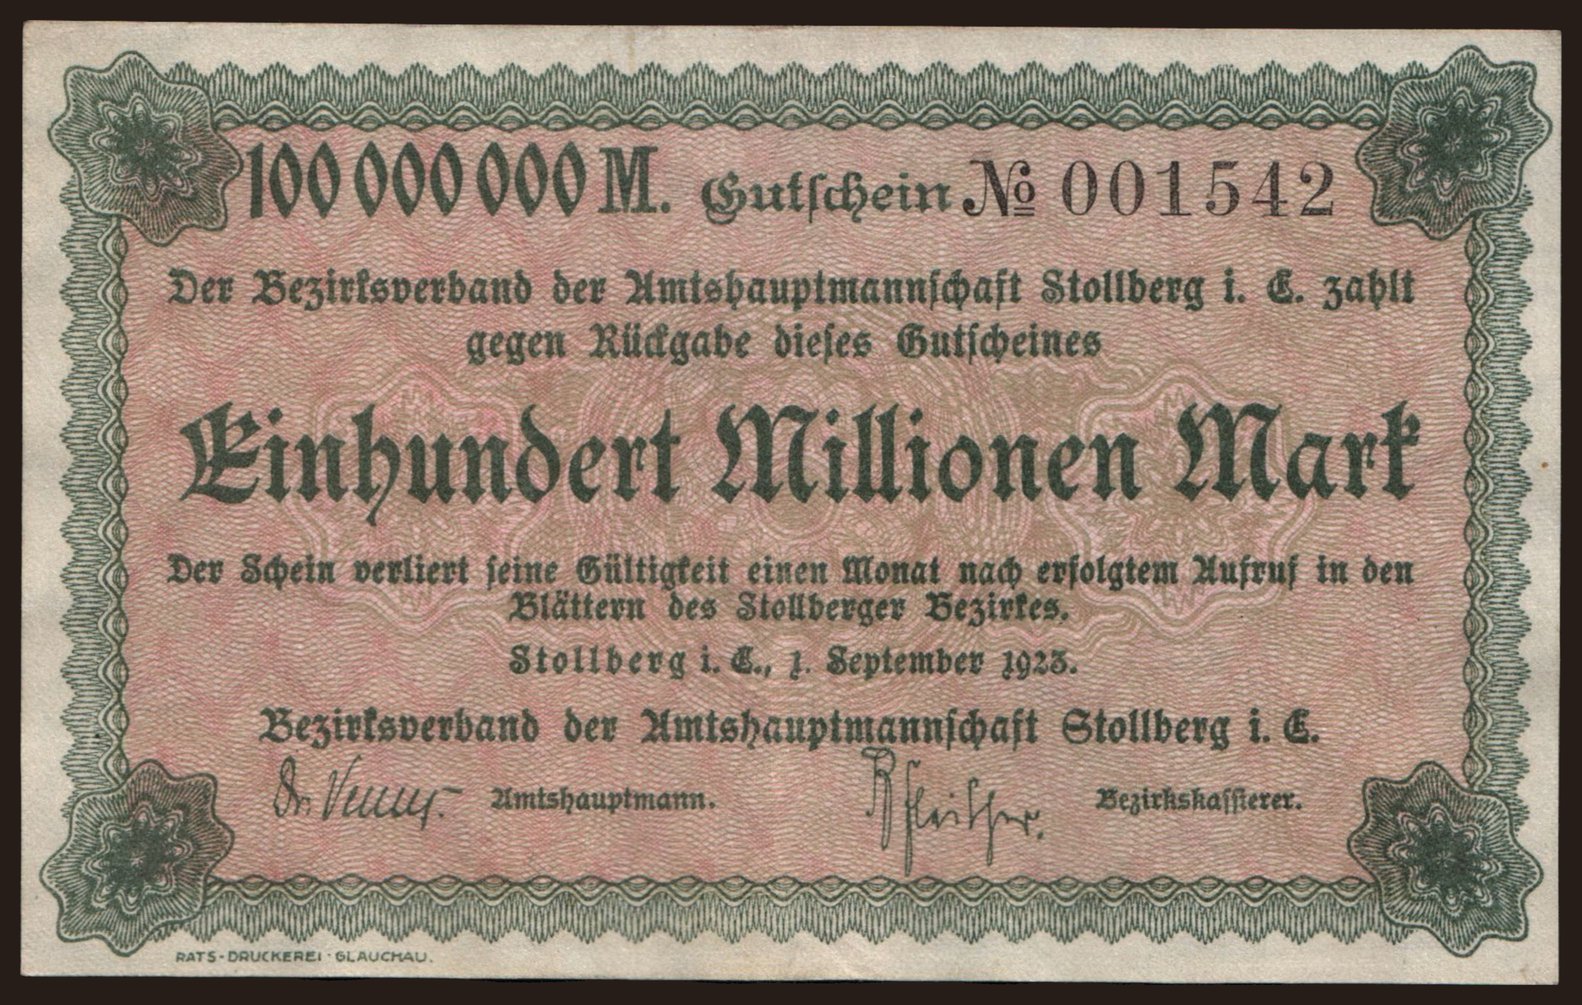 100 000 000 M. Gutschein № 001542
Der Bezirksverband der Amtshauptmannschaft Stollberg i. E. zahlt
gegen Rückgabe dieses Gutscheines
Einhundert Millionen Mark
Der Schein verliert seine Gültigkeit einen Monat nach erfolgtem Aufruf in den
Blättern des Stollberger Bezirkes.
Stollberg i. E., 1. September 1923.
Bezirksverband der Amtshauptmannschaft Stollberg i. E.
Dr. Amtshauptmann. Bezirkskassierer.
RATS-DRUCKEREI · GLAUCHAU.